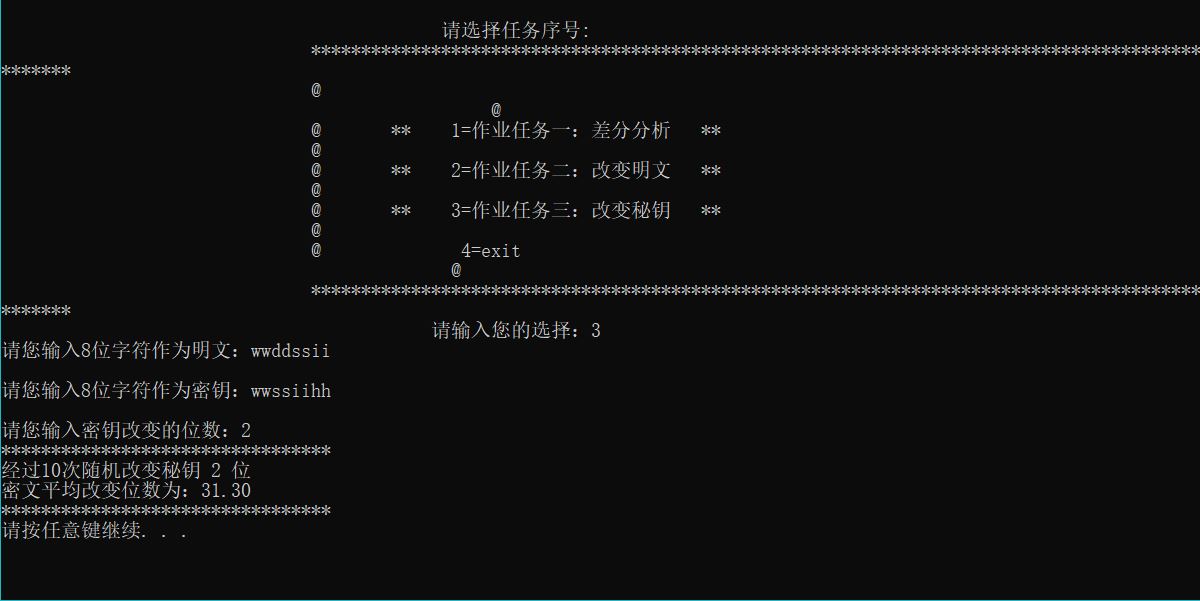 请选择任务序号:
*****************************************************************************************
*******
@
@
@ ** 1=作业任务一：差分分析 **
@
@ ** 2=作业任务二：改变明文 **
@
@ ** 3=作业任务三：改变秘钥 **
@
@ 4=exit
@
*****************************************************************************************
*******
请输入您的选择：3
请您输入8位字符作为明文：wwddssii
请您输入8位字符作为密钥：wwssiihh
请您输入密钥改变的位数：2
*********************************
经过10次随机改变秘钥 2 位
密文平均改变位数为：31.30
*********************************
请按任意键继续. . .